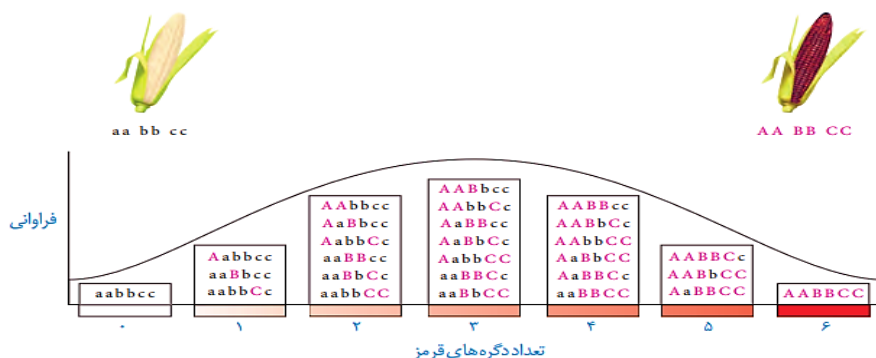 aa bb cc
AA BB CC
فراوانی
aabbcc
Aabbcc
aaBbcc
aabbCc
AAbbcc
AaBbcc
AabbCc
aaBBcc
aaBbCc
aabbCC
AABbcc
AAbbCc
AaBBcc
AaBbCc
AabbCC
aaBBCc
aaBbCC
AABBcc
AABbCc
AAbbCC
AaBbCC
AaBBCc
aaBBCC
AABBCc
AABbCC
AaBBCC
AABBCC
۰ ۱ ۲ ۳ ۴ ۵ ۶
تعداد دگره‌های قرمز